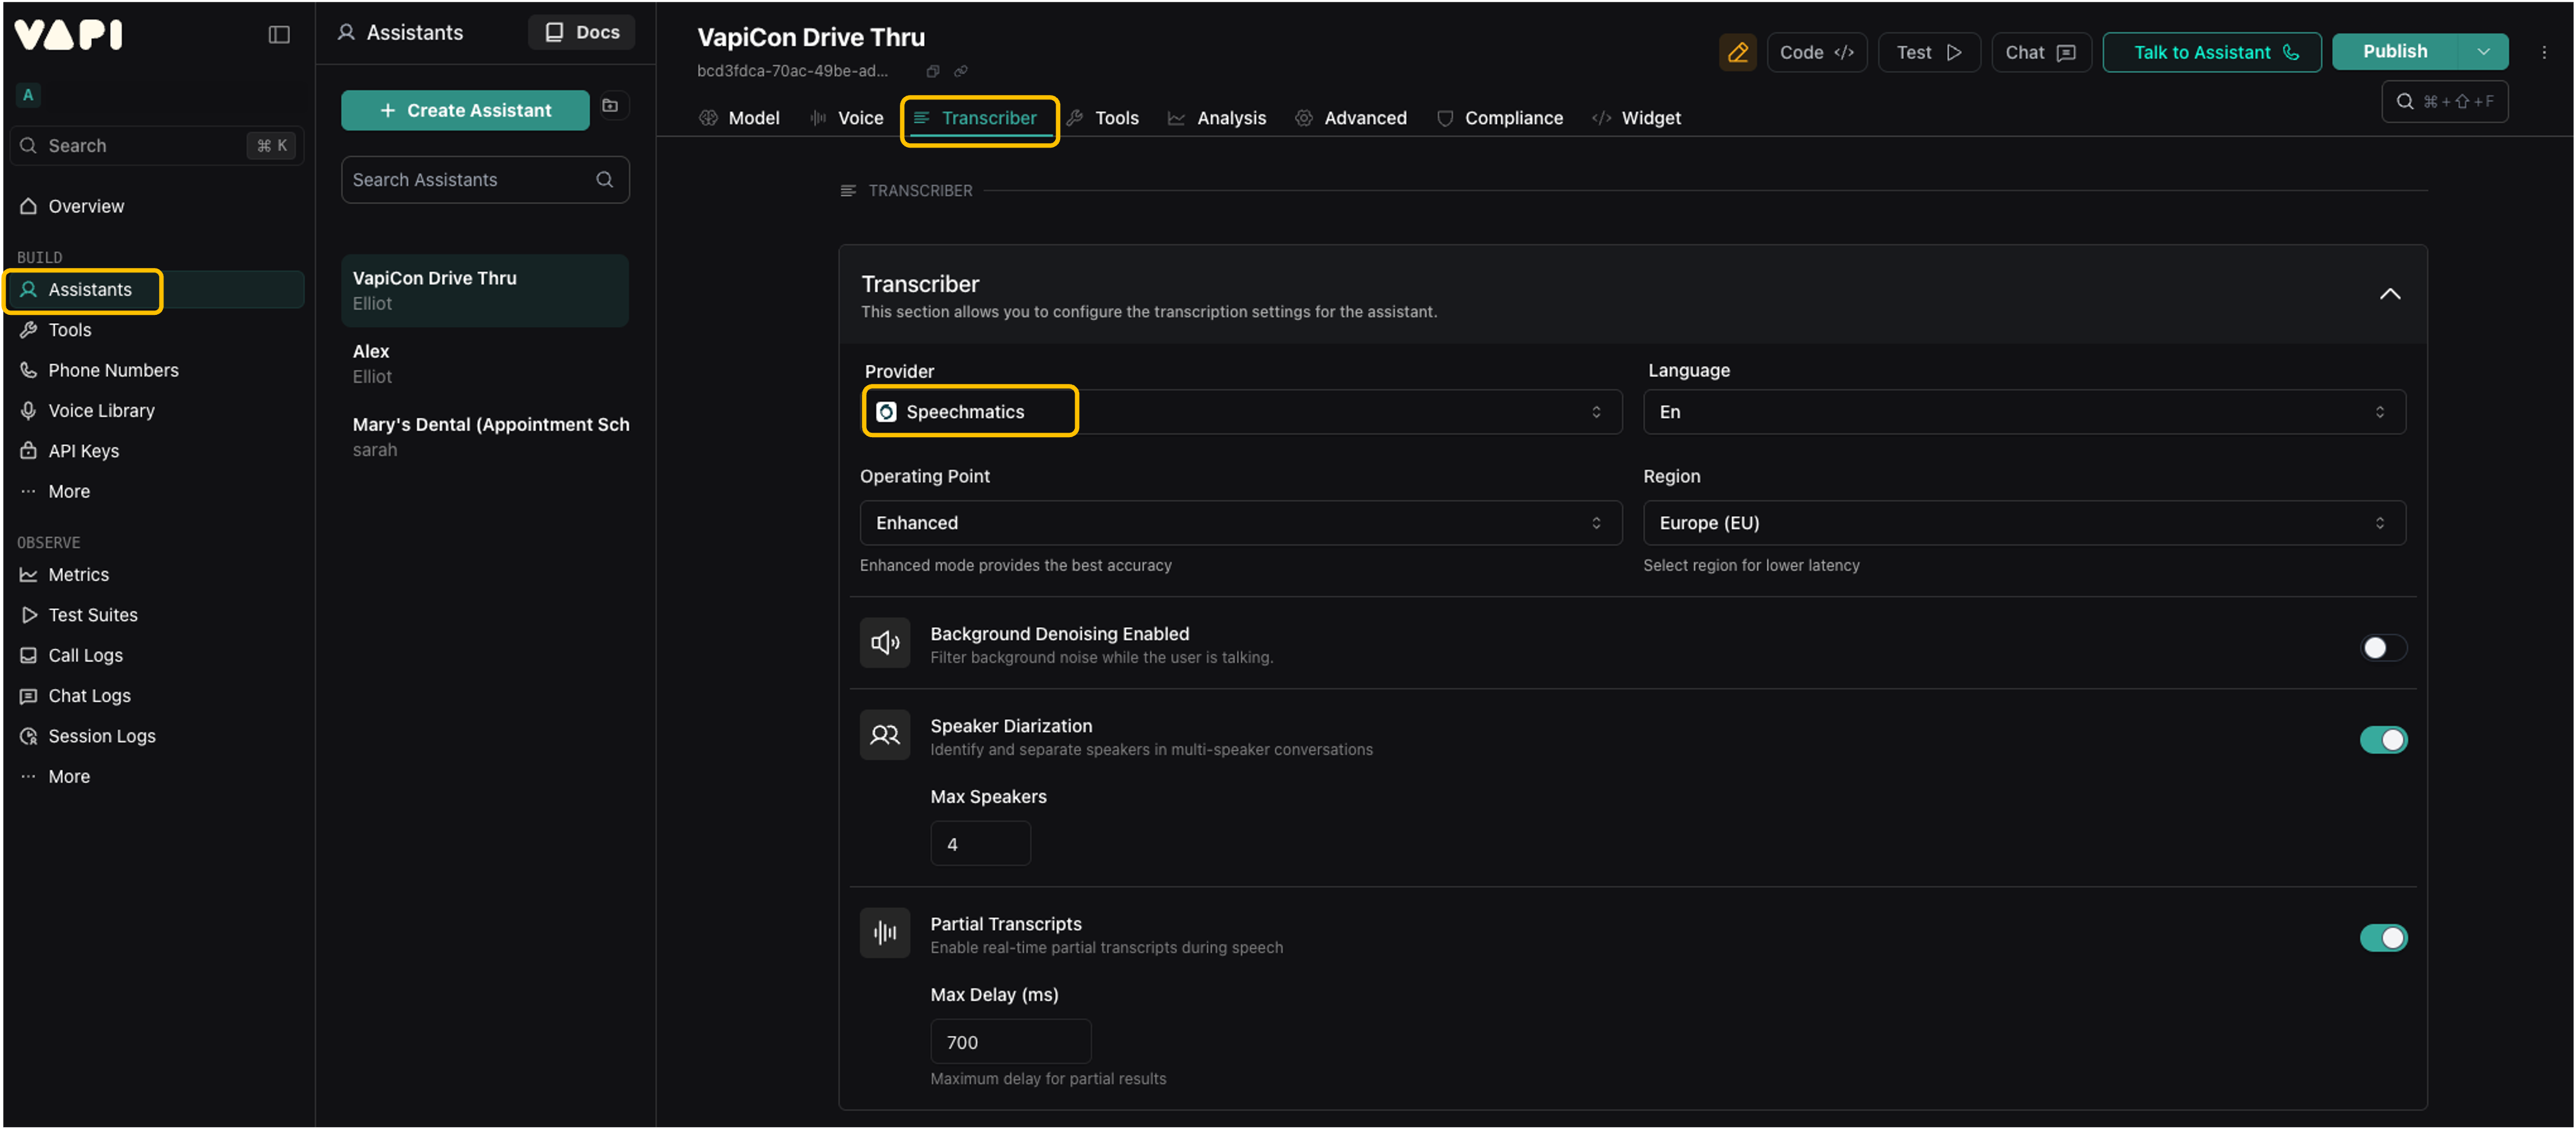 VAPI
A
Search
⌘ K
Overview
BUILD
Assistants
Tools
Phone Numbers
Voice Library
API Keys
More
OBSERVE
Metrics
Test Suites
Call Logs
Chat Logs
Session Logs
More
Assistants
Docs
+ Create Assistant
Search Assistants
VapiCon Drive Thru
Elliot
Alex
Elliot
Mary's Dental (Appointment Sch
sarah
VapiCon Drive Thru
bcd3fdca-70ac-49be-ad...
Code </>
Test
Chat
Talk to Assistant
Publish
⌘+⇧+F
Model
Voice
Transcriber
Tools
Analysis
Advanced
Compliance
</> Widget
TRANSCRIBER
Transcriber
This section allows you to configure the transcription settings for the assistant.
Provider
Speechmatics
Language
En
Operating Point
Enhanced
Enhanced mode provides the best accuracy
Region
Europe (EU)
Select region for lower latency
Background Denoising Enabled
Filter background noise while the user is talking.
Speaker Diarization
Identify and separate speakers in multi-speaker conversations
Max Speakers
4
Partial Transcripts
Enable real-time partial transcripts during speech
Max Delay (ms)
700
Maximum delay for partial results